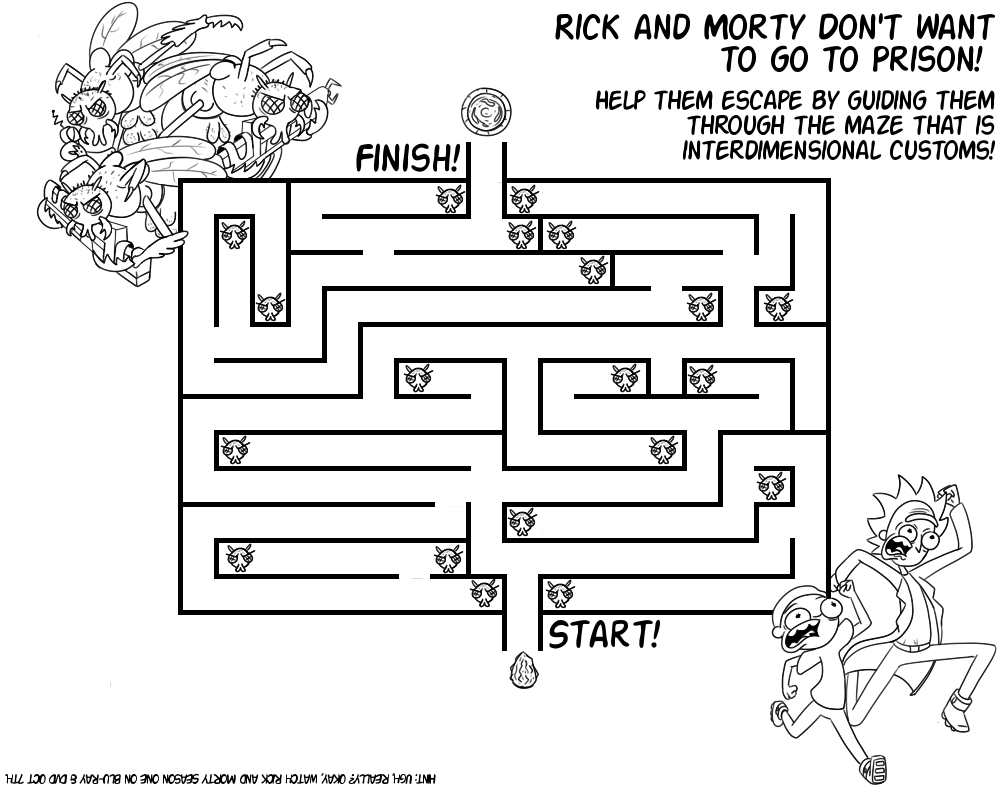 RICK AND MORTY DON'T WANT
TO GO TO PRISON!
HELP THEM ESCAPE BY GUIDING THEM
THROUGH THE MAZE THAT IS
INTERDIMENSIONAL CUSTOMS!
FINISH!
START!
HINT: UGH, REALLY? OKAY, WATCH RICK AND MORTY SEASON ONE ON BLU-RAY & DVD OCT 7TH.